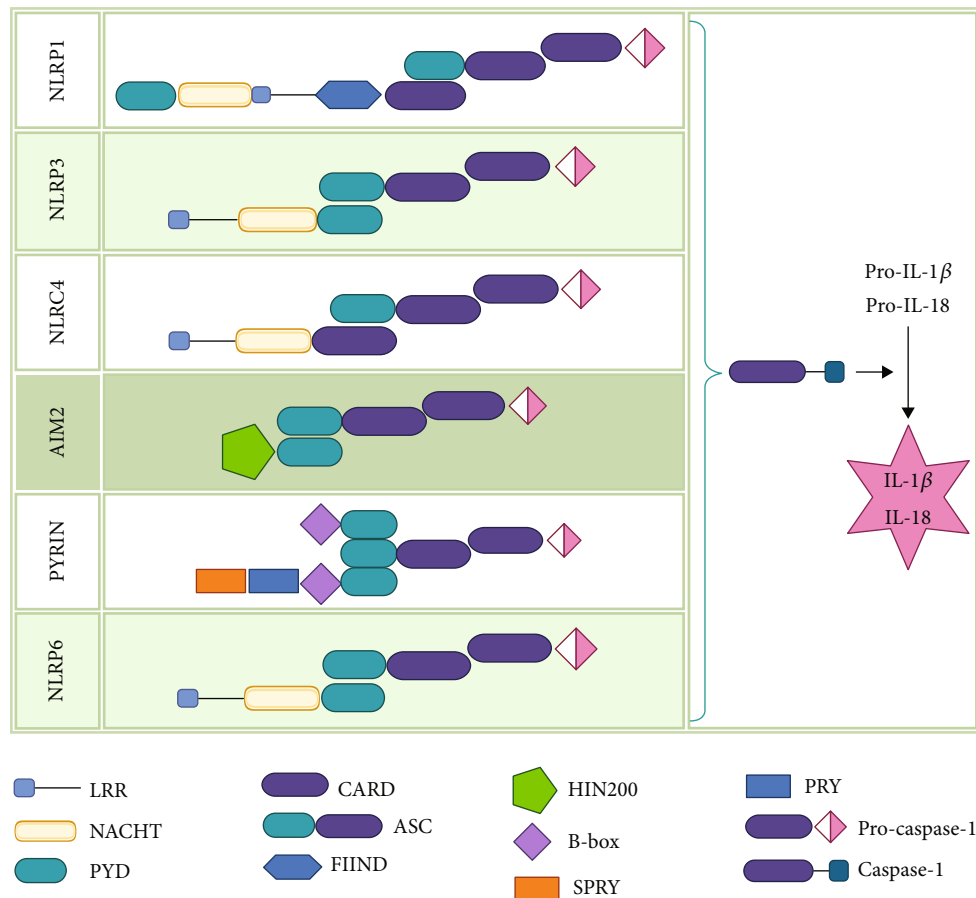 NLRP1
NLRP3
NLRC4
AIM2
PYRIN
NLRP6
Pro-IL-1β
Pro-IL-18
IL-1β
IL-18
LRR
NACHT
PYD
CARD
ASC
FIIND
HIN200
B-box
SPRY
PRY
Pro-caspase-1
Caspase-1